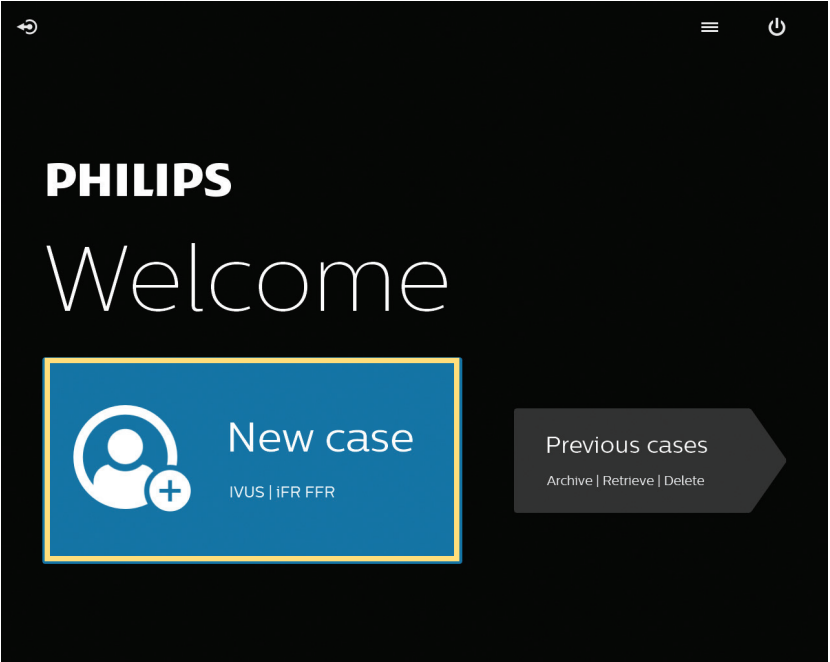 PHILIPS
Welcome
New case
IVUS | iFR FFR
Previous cases
Archive | Retrieve | Delete